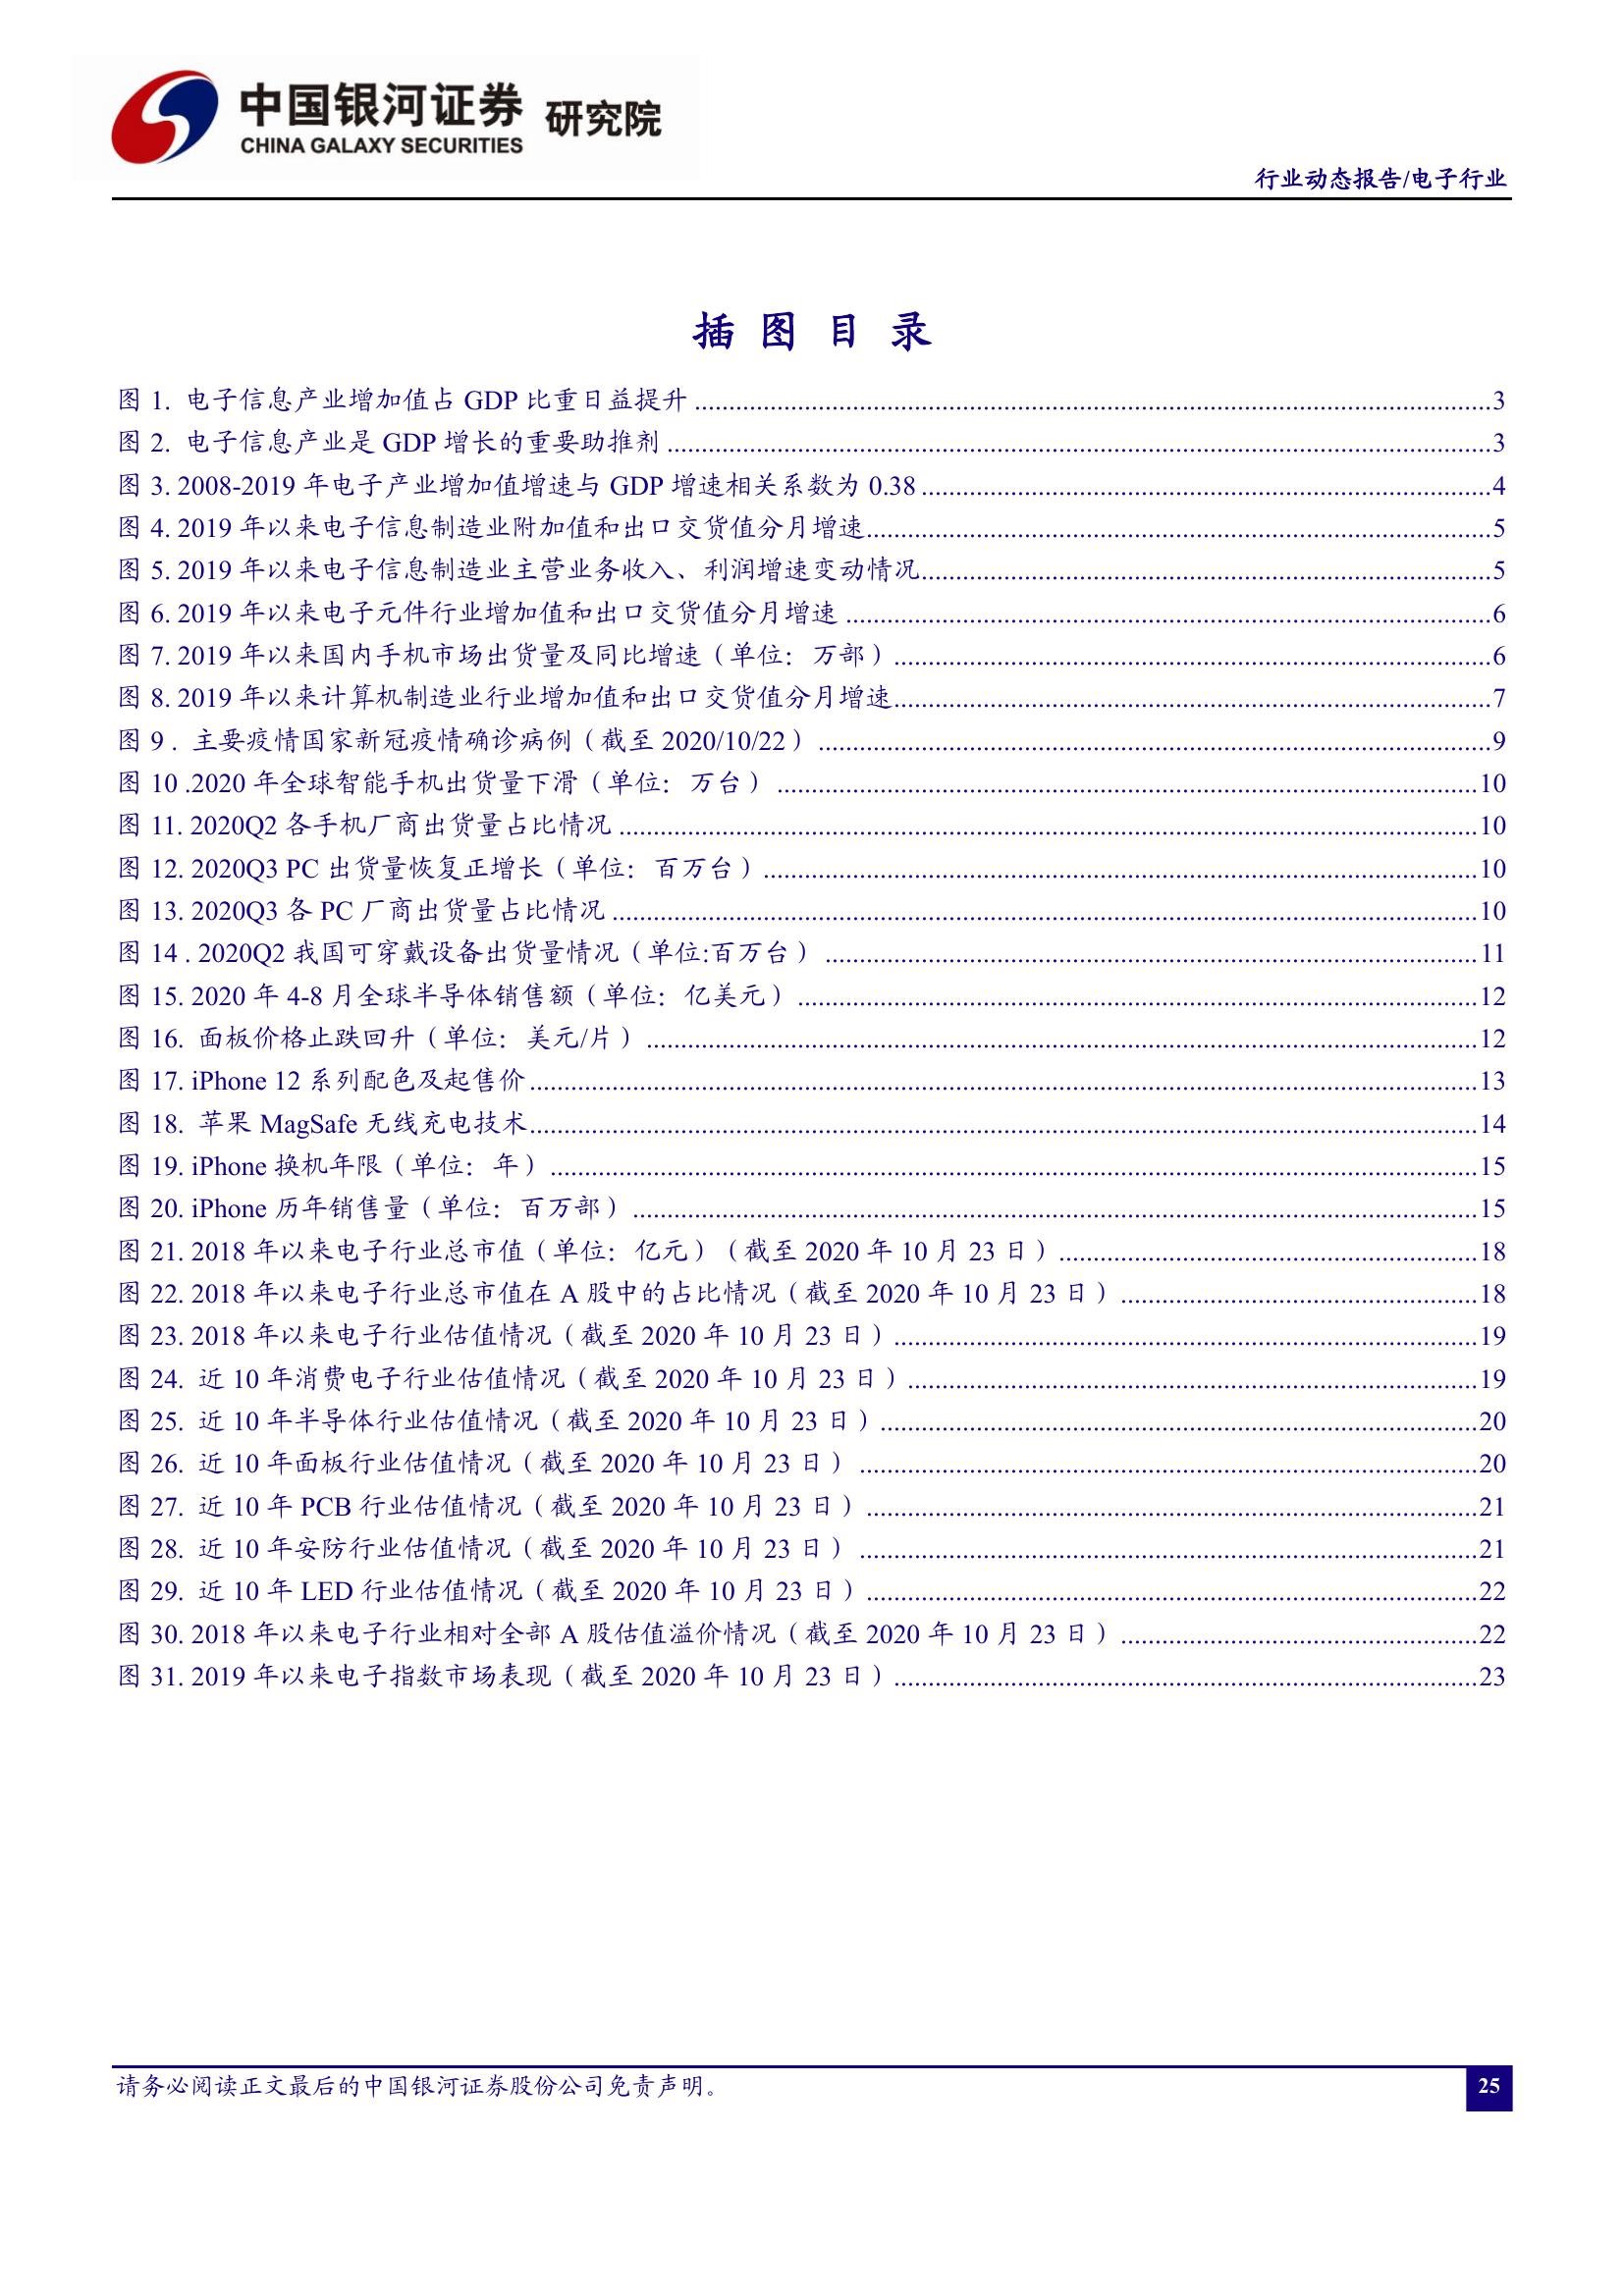 中国银河证券 研究院
CHINA GALAXY SECURITIES
行业动态报告/电子行业
插 图 目 录
图 1. 电子信息产业增加值占 GDP 比重日益提升 ........ 3
图 2. 电子信息产业是 GDP 增长的重要助推剂 ........ 3
图 3. 2008-2019 年电子产业增加值增速与 GDP 增速相关系数为 0.38 ........ 4
图 4. 2019 年以来电子信息制造业附加值和出口交货值分月增速 ........ 5
图 5. 2019 年以来电子信息制造业主营业务收入、利润增速变动情况 ........ 5
图 6. 2019 年以来电子元件行业增加值和出口交货值分月增速 ........ 6
图 7. 2019 年以来国内手机市场出货量及同比增速（单位：万部） ........ 6
图 8. 2019 年以来计算机制造业行业增加值和出口交货值分月增速 ........ 7
图 9 . 主要疫情国家新冠疫情确诊病例（截至 2020/10/22） ........ 9
图 10 .2020 年全球智能手机出货量下滑（单位：万台） ........ 10
图 11. 2020Q2 各手机厂商出货量占比情况 ........ 10
图 12. 2020Q3 PC 出货量恢复正增长（单位：百万台） ........ 10
图 13. 2020Q3 各 PC 厂商出货量占比情况 ........ 10
图 14 . 2020Q2 我国可穿戴设备出货量情况（单位:百万台） ........ 11
图 15. 2020 年 4-8 月全球半导体销售额（单位：亿美元） ........ 12
图 16. 面板价格止跌回升（单位：美元/片） ........ 12
图 17. iPhone 12 系列配色及起售价 ........ 13
图 18. 苹果 MagSafe 无线充电技术 ........ 14
图 19. iPhone 换机年限（单位：年） ........ 15
图 20. iPhone 历年销售量（单位：百万部） ........ 15
图 21. 2018 年以来电子行业总市值（单位：亿元）（截至 2020 年 10 月 23 日） ........ 18
图 22. 2018 年以来电子行业总市值在 A 股中的占比情况（截至 2020 年 10 月 23 日） ........ 18
图 23. 2018 年以来电子行业估值情况（截至 2020 年 10 月 23 日） ........ 19
图 24. 近 10 年消费电子行业估值情况（截至 2020 年 10 月 23 日） ........ 19
图 25. 近 10 年半导体行业估值情况（截至 2020 年 10 月 23 日） ........ 20
图 26. 近 10 年面板行业估值情况（截至 2020 年 10 月 23 日） ........ 20
图 27. 近 10 年 PCB 行业估值情况（截至 2020 年 10 月 23 日） ........ 21
图 28. 近 10 年安防行业估值情况（截至 2020 年 10 月 23 日） ........ 21
图 29. 近 10 年 LED 行业估值情况（截至 2020 年 10 月 23 日） ........ 22
图 30. 2018 年以来电子行业相对全部 A 股估值溢价情况（截至 2020 年 10 月 23 日） ........ 22
图 31. 2019 年以来电子指数市场表现（截至 2020 年 10 月 23 日） ........ 23
请务必阅读正文最后的中国银河证券股份公司免责声明。
25